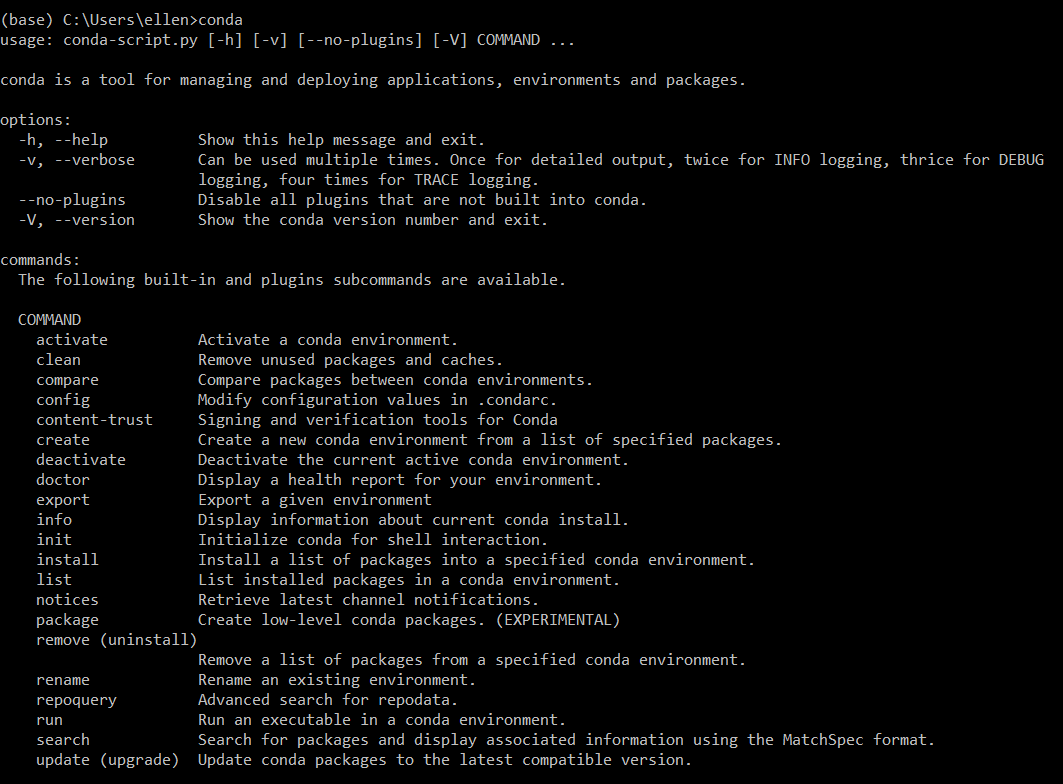 (base) C:\Users\ellen>conda
usage: conda-script.py [-h] [-v] [--no-plugins] [-V] COMMAND ...

conda is a tool for managing and deploying applications, environments and packages.

options:
  -h, --help          Show this help message and exit.
  -v, --verbose       Can be used multiple times. Once for detailed output, twice for INFO logging, thrice for DEBUG
                      logging, four times for TRACE logging.
  --no-plugins        Disable all plugins that are not built into conda.
  -V, --version       Show the conda version number and exit.

commands:
  The following built-in and plugins subcommands are available.

  COMMAND
    activate          Activate a conda environment.
    clean             Remove unused packages and caches.
    compare           Compare packages between conda environments.
    config            Modify configuration values in .condarc.
    content-trust     Signing and verification tools for Conda
    create            Create a new conda environment from a list of specified packages.
    deactivate        Deactivate the current active conda environment.
    doctor            Display a health report for your environment.
    export            Export a given environment
    info              Display information about current conda install.
    init              Initialize conda for shell interaction.
    install           Install a list of packages into a specified conda environment.
    list              List installed packages in a conda environment.
    notices           Retrieve latest channel notifications.
    package           Create low-level conda packages. (EXPERIMENTAL)
    remove (uninstall)
                      Remove a list of packages from a specified conda environment.
    rename            Rename an existing environment.
    repoquery         Advanced search for repodata.
    run               Run an executable in a conda environment.
    search            Search for packages and display associated information using the MatchSpec format.
    update (upgrade)  Update conda packages to the latest compatible version.